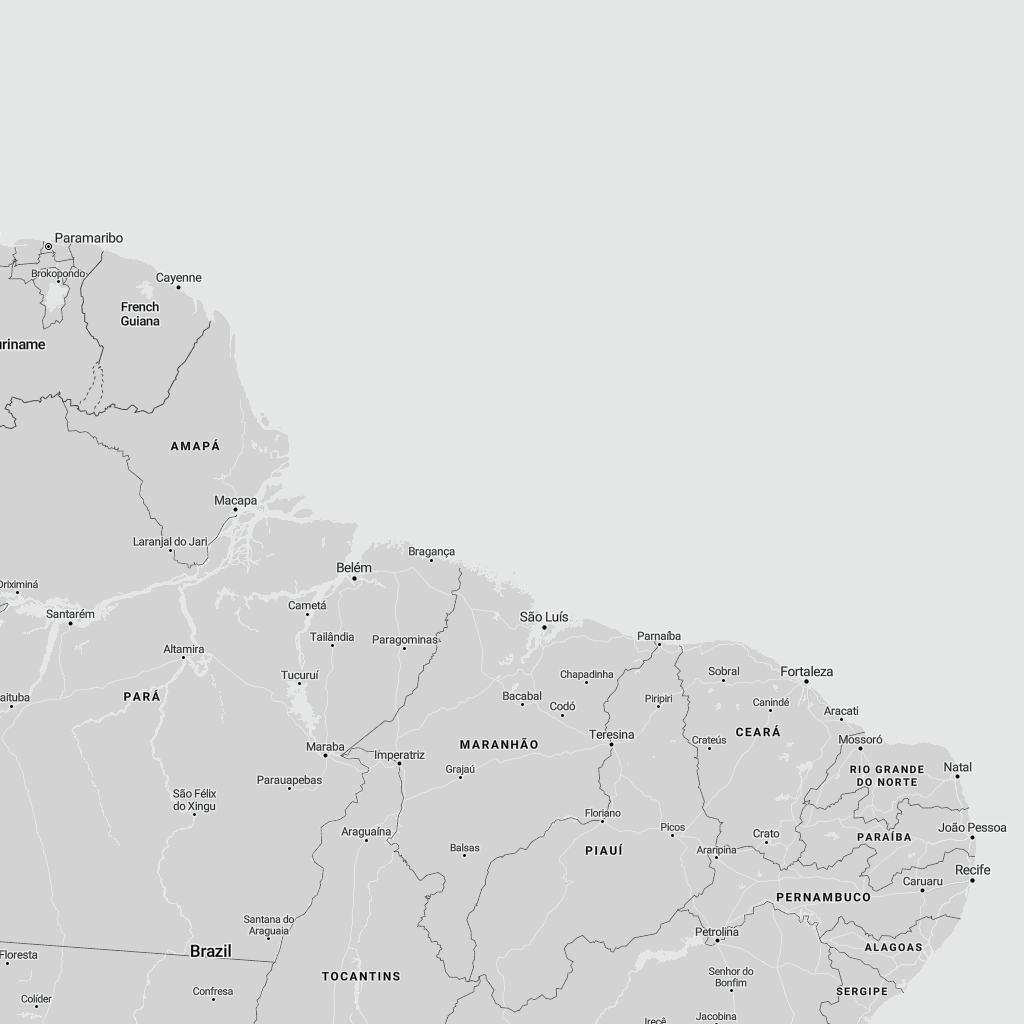 Paramaribo
Brokopondo
Cayenne
French
Guiana
uriname
AMAPÁ
Macapa
Laranjal do Jari
Bragança
Belém
Oriximiná
Santarém
Cametá
São Luís
Tailândia
Paragominas
Parnaíba
Altamira
Tucuruí
Chapadinha
Sobral
Fortaleza
aituba
PARÁ
Bacabal
Codó
Piripiri
Canindé
Aracati
Teresina
CEARÁ
Maraba
Imperatriz
MARANHÃO
Crateús
Mossoró
Grajaú
Natal
Parauapebas
RIO GRANDE
DO NORTE
São Félix
do Xingu
Floriano
Araguaína
Picos
Crato
João Pessoa
PARAÍBA
Balsas
PIAUÍ
Araripina
Recife
Caruaru
PERNAMBUCO
Santana do
Araguaia
Petrolina
Brazil
ALAGOAS
Floresta
TOCANTINS
Senhor do
Bonfim
Confresa
SERGIPE
Colíder
Jacobina
Irecê